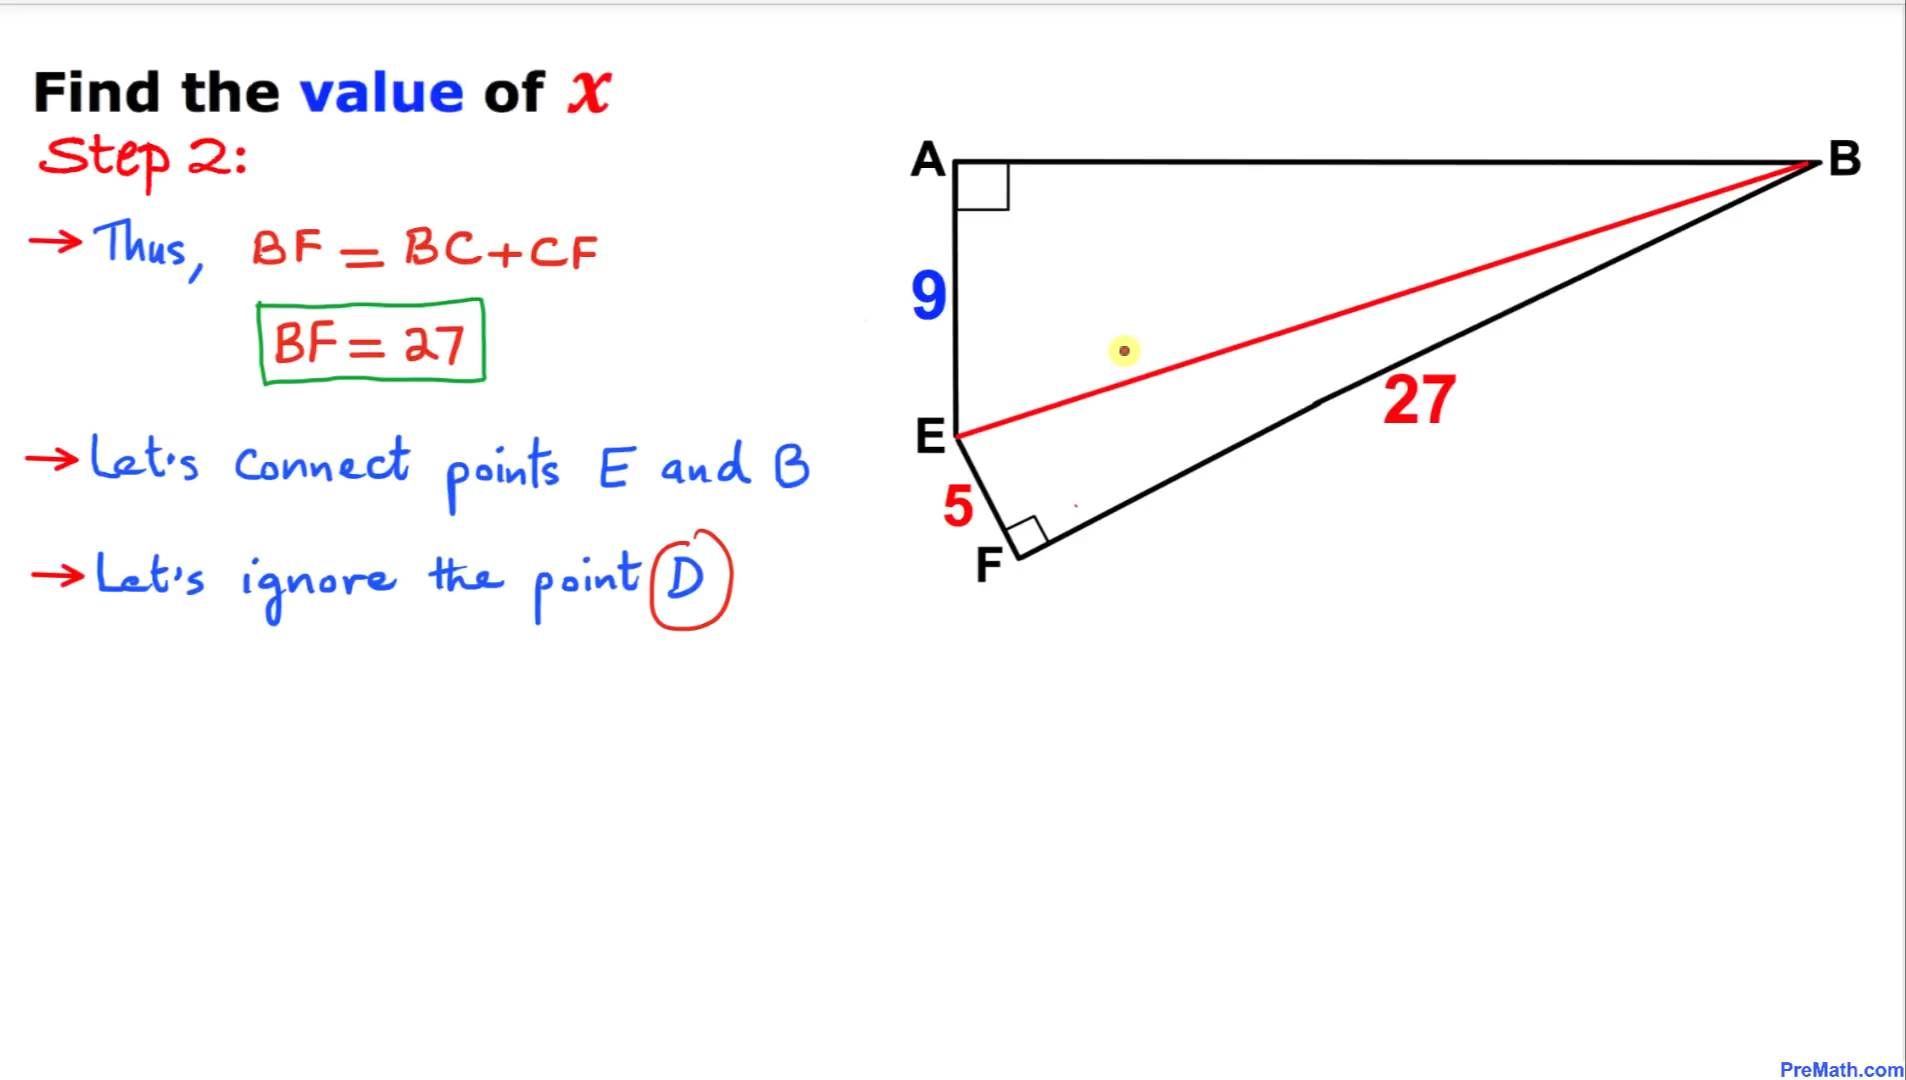 Find the value of x
Step 2:
→ Thus, BF = BC + CF
BF = 27
→ Let's connect points E and B
→ Let's ignore the point D
A
B
9
27
E
5
F
PreMath.com